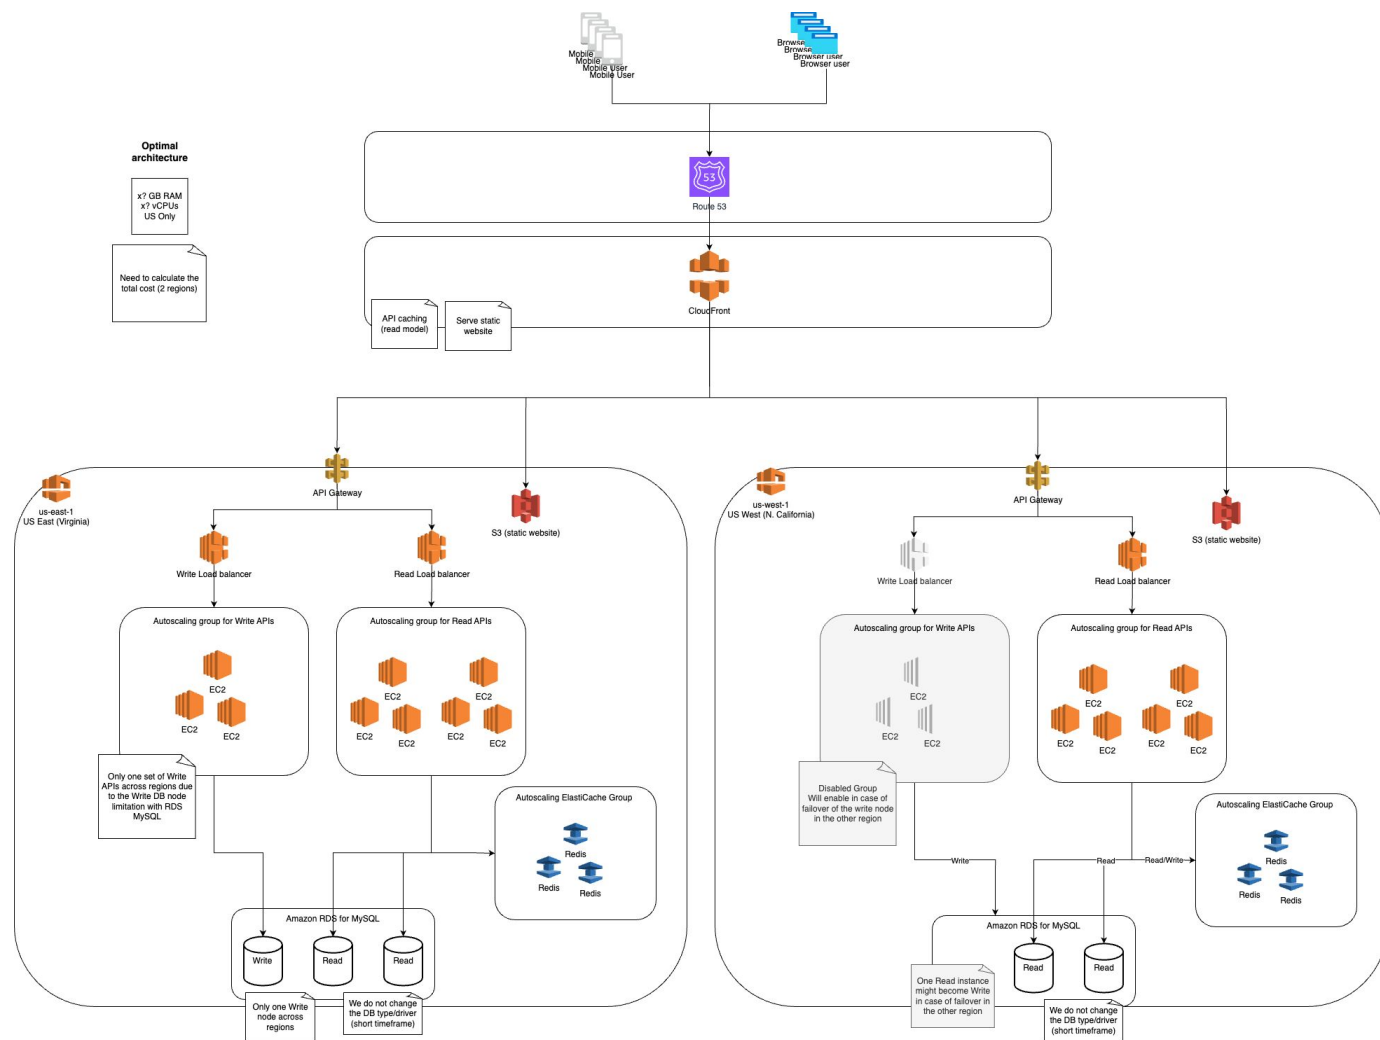 Mobile
Mobile
Mobile User
Mobile User
Browse
Browse
Browser user
Browser user
Optimal
architecture
x? GB RAM
x? vCPUs
US Only
Need to calculate the
total cost (2 regions)
53
Route 53
CloudFront
API caching
(read model)
Serve static
website
us-east-1
US East (Virginia)
API Gateway
S3 (static website)
Write Load balancer
Read Load balancer
Autoscaling group for Write APIs
EC2
EC2
EC2
Autoscaling group for Read APIs
EC2
EC2
EC2
EC2
EC2
EC2
Only one set of Write
APIs across regions due
to the Write DB node
limitation with RDS
MySQL
Autoscaling ElastiCache Group
Redis
Redis
Redis
Amazon RDS for MySQL
Write
Read
Read
Only one Write
node across
regions
We do not change
the DB type/driver
(short timeframe)
us-west-1
US West (N. California)
API Gateway
S3 (static website)
Write Load balancer
Read Load balancer
Autoscaling group for Write APIs
EC2
EC2
EC2
Autoscaling group for Read APIs
EC2
EC2
EC2
EC2
EC2
EC2
Disabled Group
Will enable in case of
failover of the write node
in the other region
Autoscaling ElastiCache Group
Redis
Redis
Redis
Write
Read
Read/Write
Amazon RDS for MySQL
Read
Read
One Read instance
might become Write
in case of failover in
the other region
We do not change
the DB type/driver
(short timeframe)